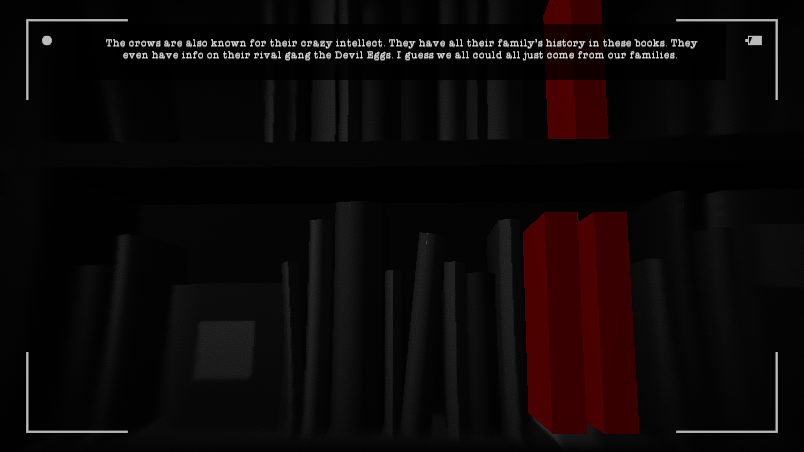 The crows are also known for their crazy intellect. They have all their family's history in these books. They
even have info on their rival gang the Devil Eggs. I guess we all could all just come from our families.